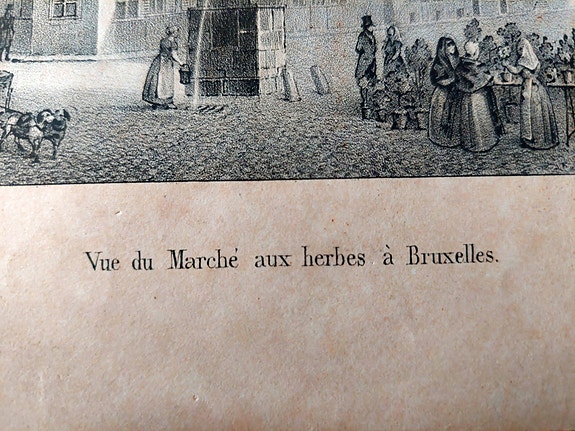 Vue du Marché aux herbes à Bruxelles.